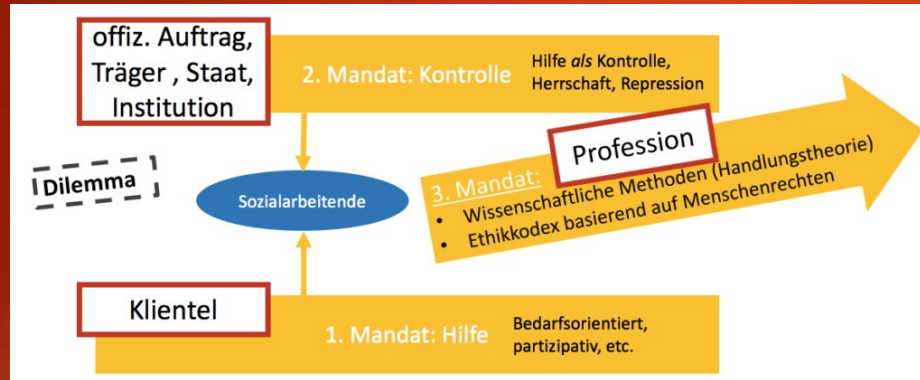 offiz. Auftrag,
Träger , Staat,
Institution
2. Mandat: Kontrolle
Hilfe als Kontrolle,
Herrschaft, Repression
Profession
3. Mandat:
• Wissenschaftliche Methoden (Handlungstheorie)
• Ethikkodex basierend auf Menschenrechten
Dilemma
Sozialarbeitende
Klientel
1. Mandat: Hilfe
Bedarfsorientiert,
partizipativ, etc.